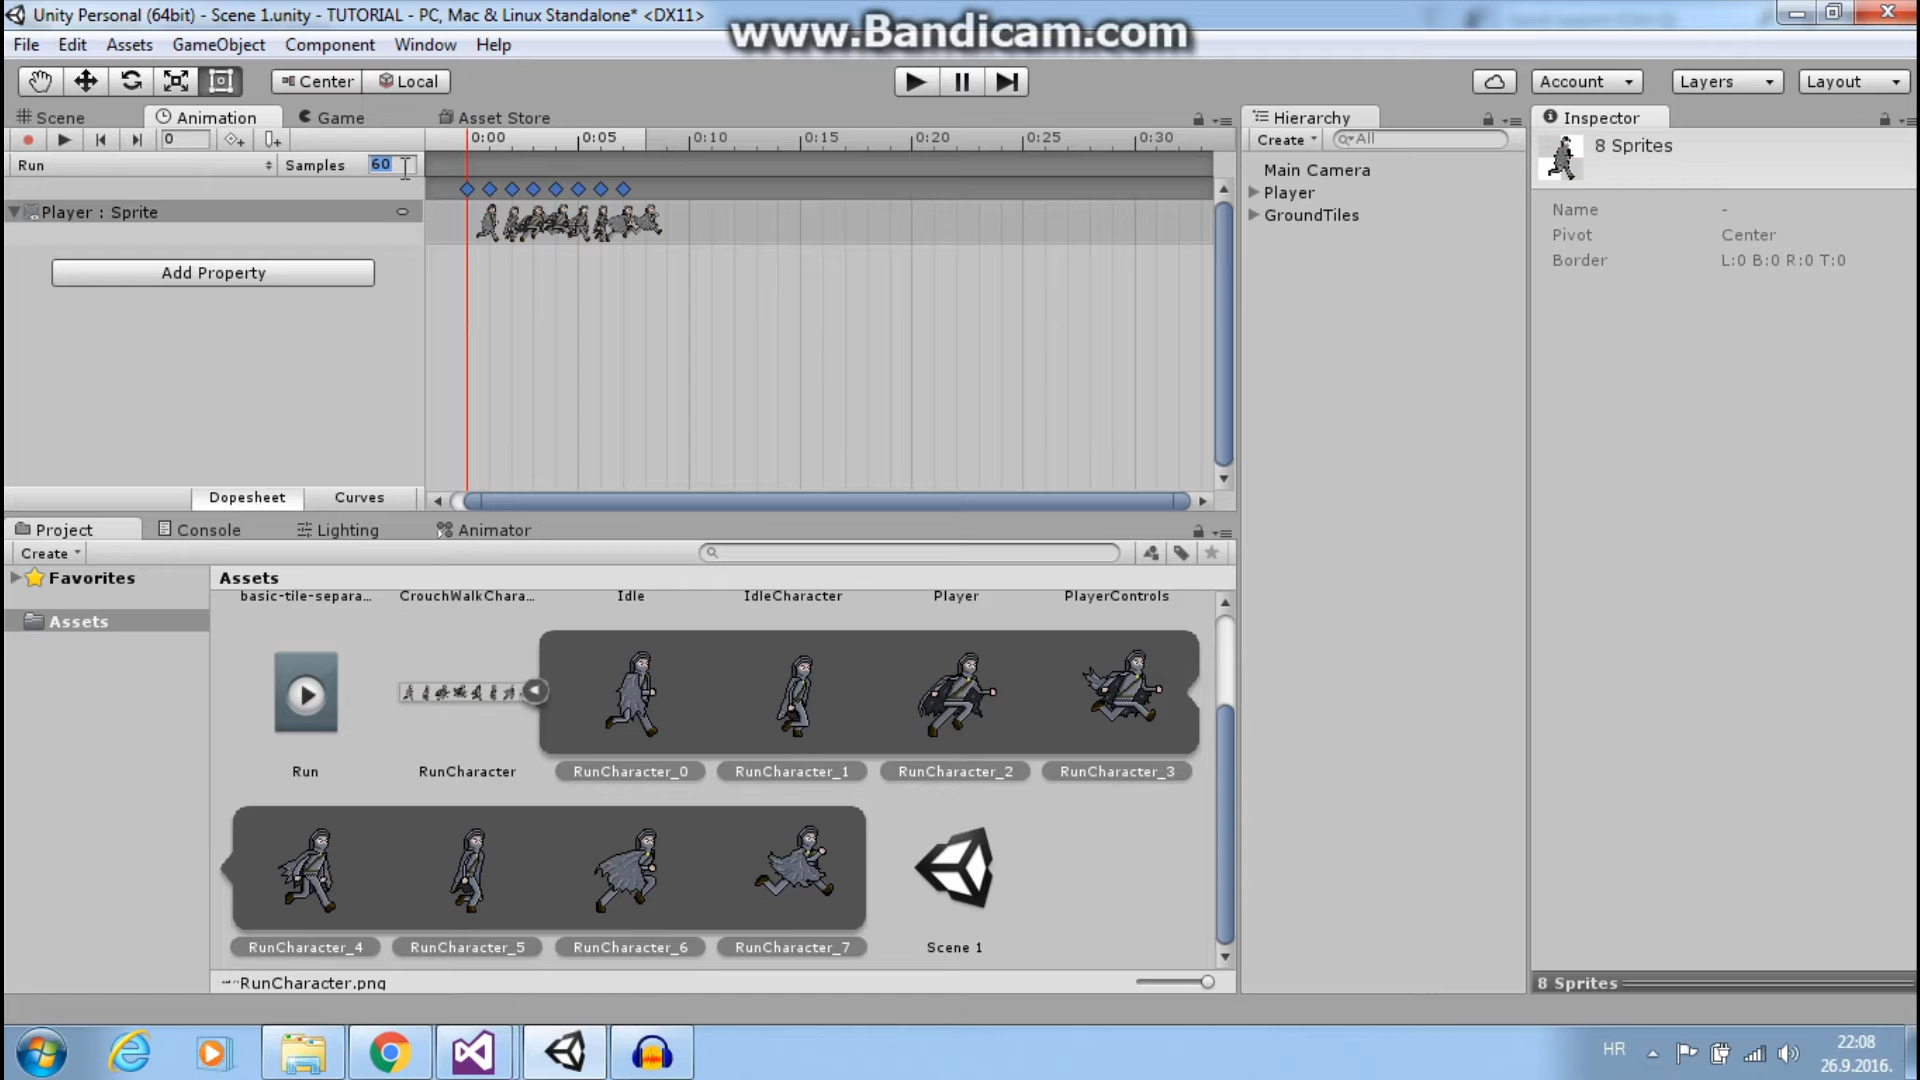 Unity Personal (64bit) - Scene 1.unity - TUTORIAL - PC, Mac & Linux Standalone* <DX11>
www.Bandicam.com
File Edit Assets GameObject Component Window Help
Center Local Account Layers Layout
Scene Animation Game Asset Store Hierarchy Inspector
0 0:00 0:05 0:10 0:15 0:20 0:25 0:30 Create All 8 Sprites
Run Samples 60
Main Camera
Player
GroundTiles
Player : Sprite
Name -
Pivot Center
Border L:0 B:0 R:0 T:0
Add Property
Dopesheet Curves
Project Console Lighting Animator
Create
Favorites
Assets
Assets
basic-tile-separa... CrouchWalkChara... Idle IdleCharacter Player PlayerControls
Run RunCharacter RunCharacter_0 RunCharacter_1 RunCharacter_2 RunCharacter_3
RunCharacter_4 RunCharacter_5 RunCharacter_6 RunCharacter_7 Scene 1
RunCharacter.png
8 Sprites
HR
22:08
26.9.2016.